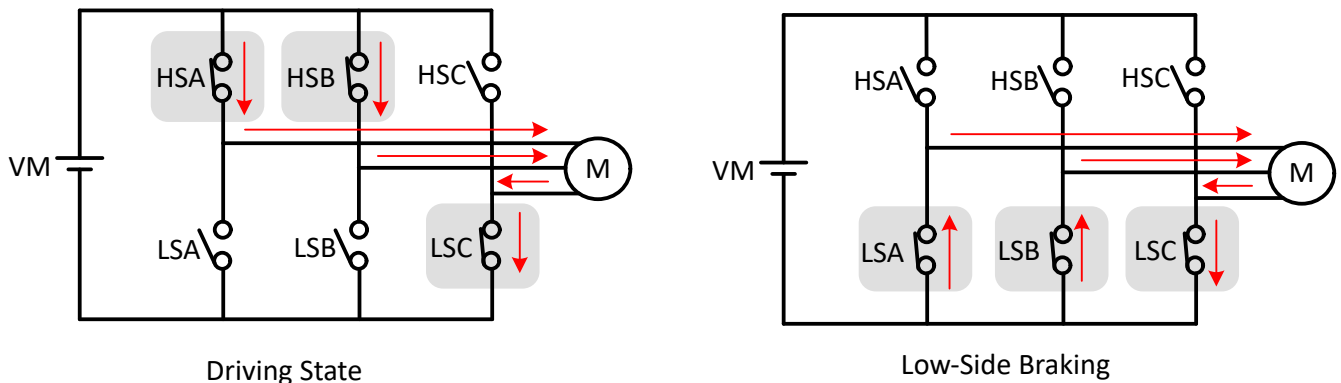 HSA
HSB
HSC
VM
M
LSA
LSB
LSC
Driving State
HSA
HSB
HSC
VM
M
LSA
LSB
LSC
Low-Side Braking